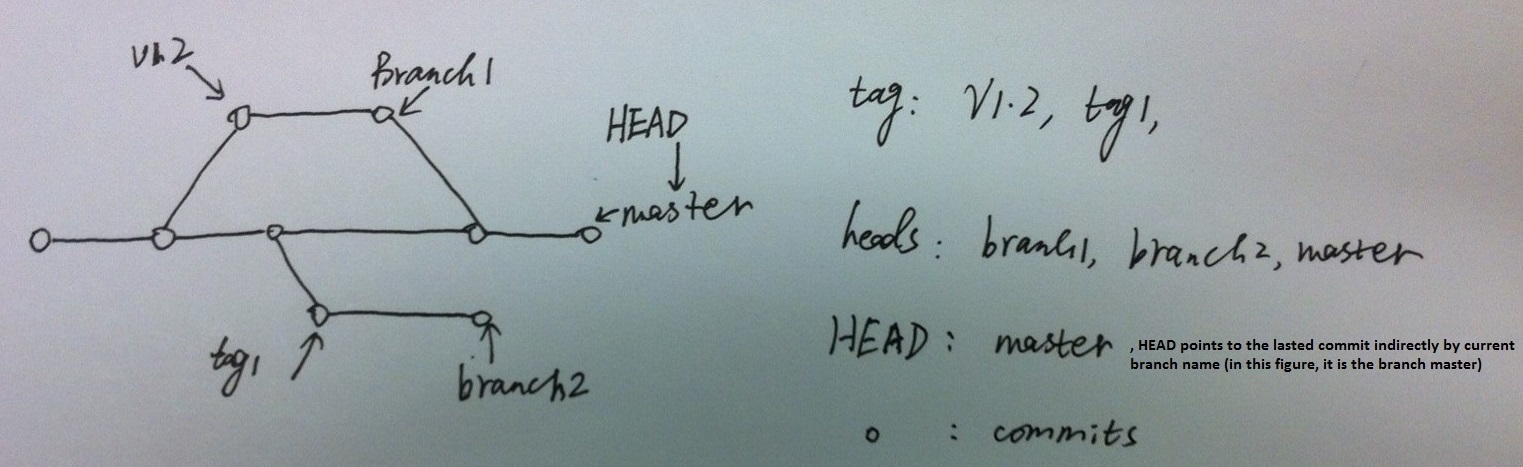 V1.2
Branch1
HEAD
master
tag1
branch2
tag: V1.2, tag1,
heads: branch1, branch2, master
HEAD: master , HEAD points to the lasted commit indirectly by current
branch name (in this figure, it is the branch master)
o : commits